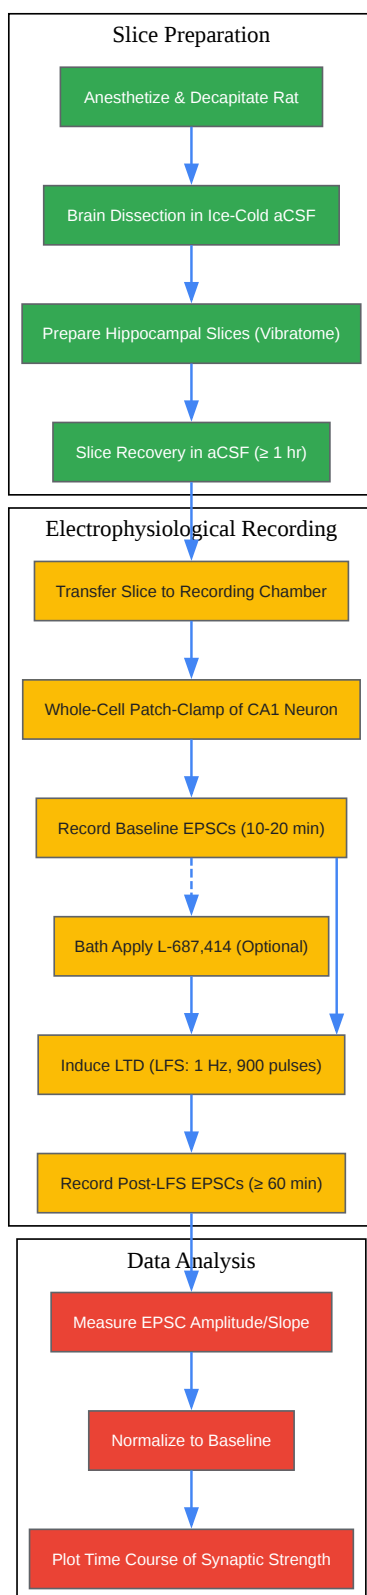 Slice Preparation
Anesthetize & Decapitate Rat
Brain Dissection in Ice-Cold aCSF
Prepare Hippocampal Slices (Vibratome)
Slice Recovery in aCSF (≥ 1 hr)
Electrophysiological Recording
Transfer Slice to Recording Chamber
Whole-Cell Patch-Clamp of CA1 Neuron
Record Baseline EPSCs (10-20 min)
Bath Apply L-687,414 (Optional)
Induce LTD (LFS: 1 Hz, 900 pulses)
Record Post-LFS EPSCs (≥ 60 min)
Data Analysis
Measure EPSC Amplitude/Slope
Normalize to Baseline
Plot Time Course of Synaptic Strength